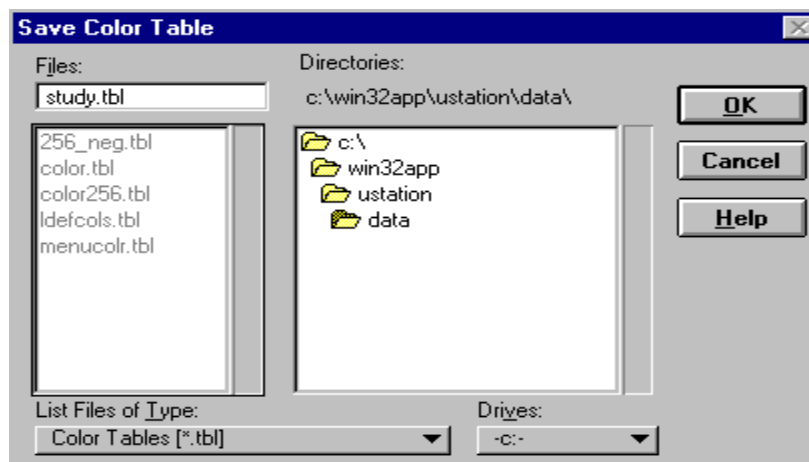 Save Color Table
Files:
study.tbl
256_neg.tbl
color.tbl
color256.tbl
ldefcols.tbl
menucolr.tbl
List Files of Type:
Color Tables [*.tbl]
Directories:
c:\win32app\ustation\data\
c:\
win32app
ustation
data
Drives:
-c:-
OK
Cancel
Help